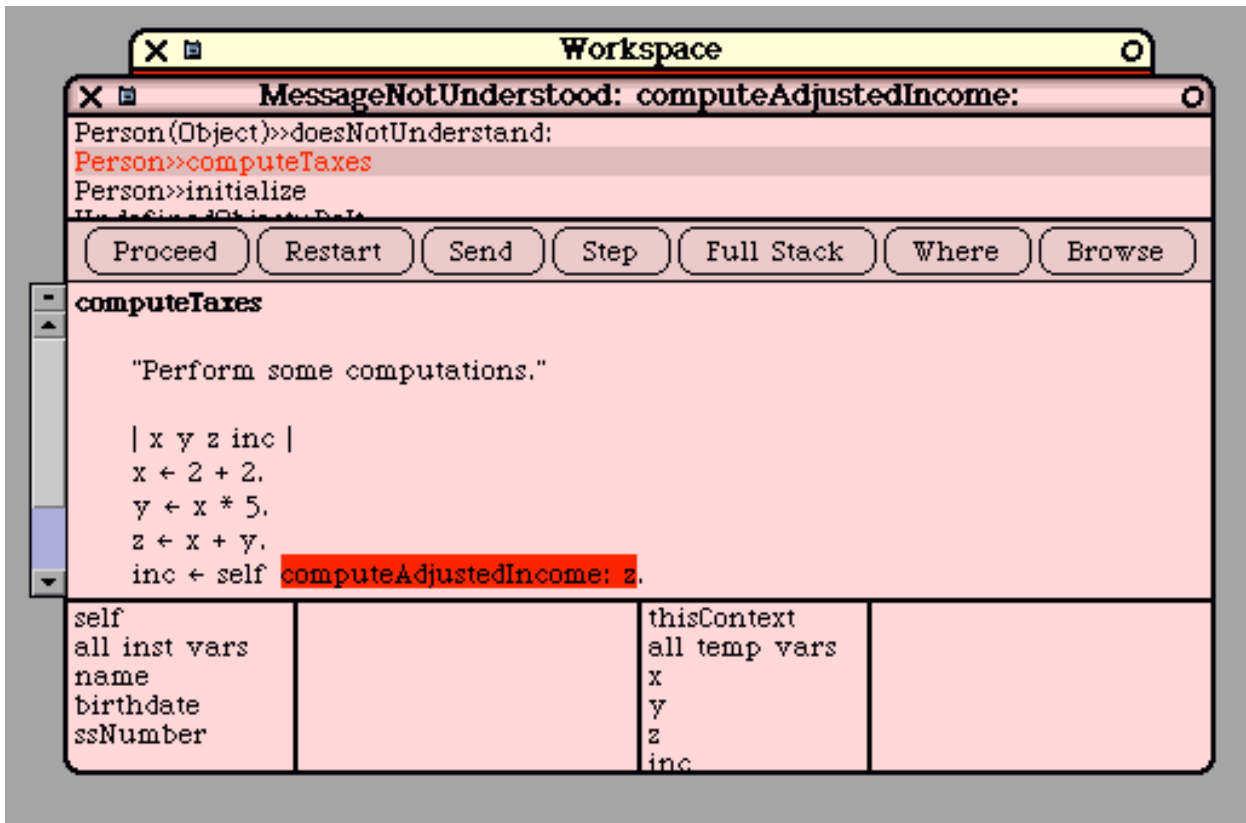 Workspace
MessageNotUnderstood: computeAdjustedIncome:
Person(Object)>>doesNotUnderstand:
Person>>computeTaxes
Person>>initialize
Proceed Restart Send Step Full Stack Where Browse
computeTaxes
"Perform some computations."
| x y z inc |
x ← 2 + 2.
y ← x * 5.
z ← x + y.
inc ← self computeAdjustedIncome: z.
self
all inst vars
name
birthdate
ssNumber
thisContext
all temp vars
x
y
z
inc